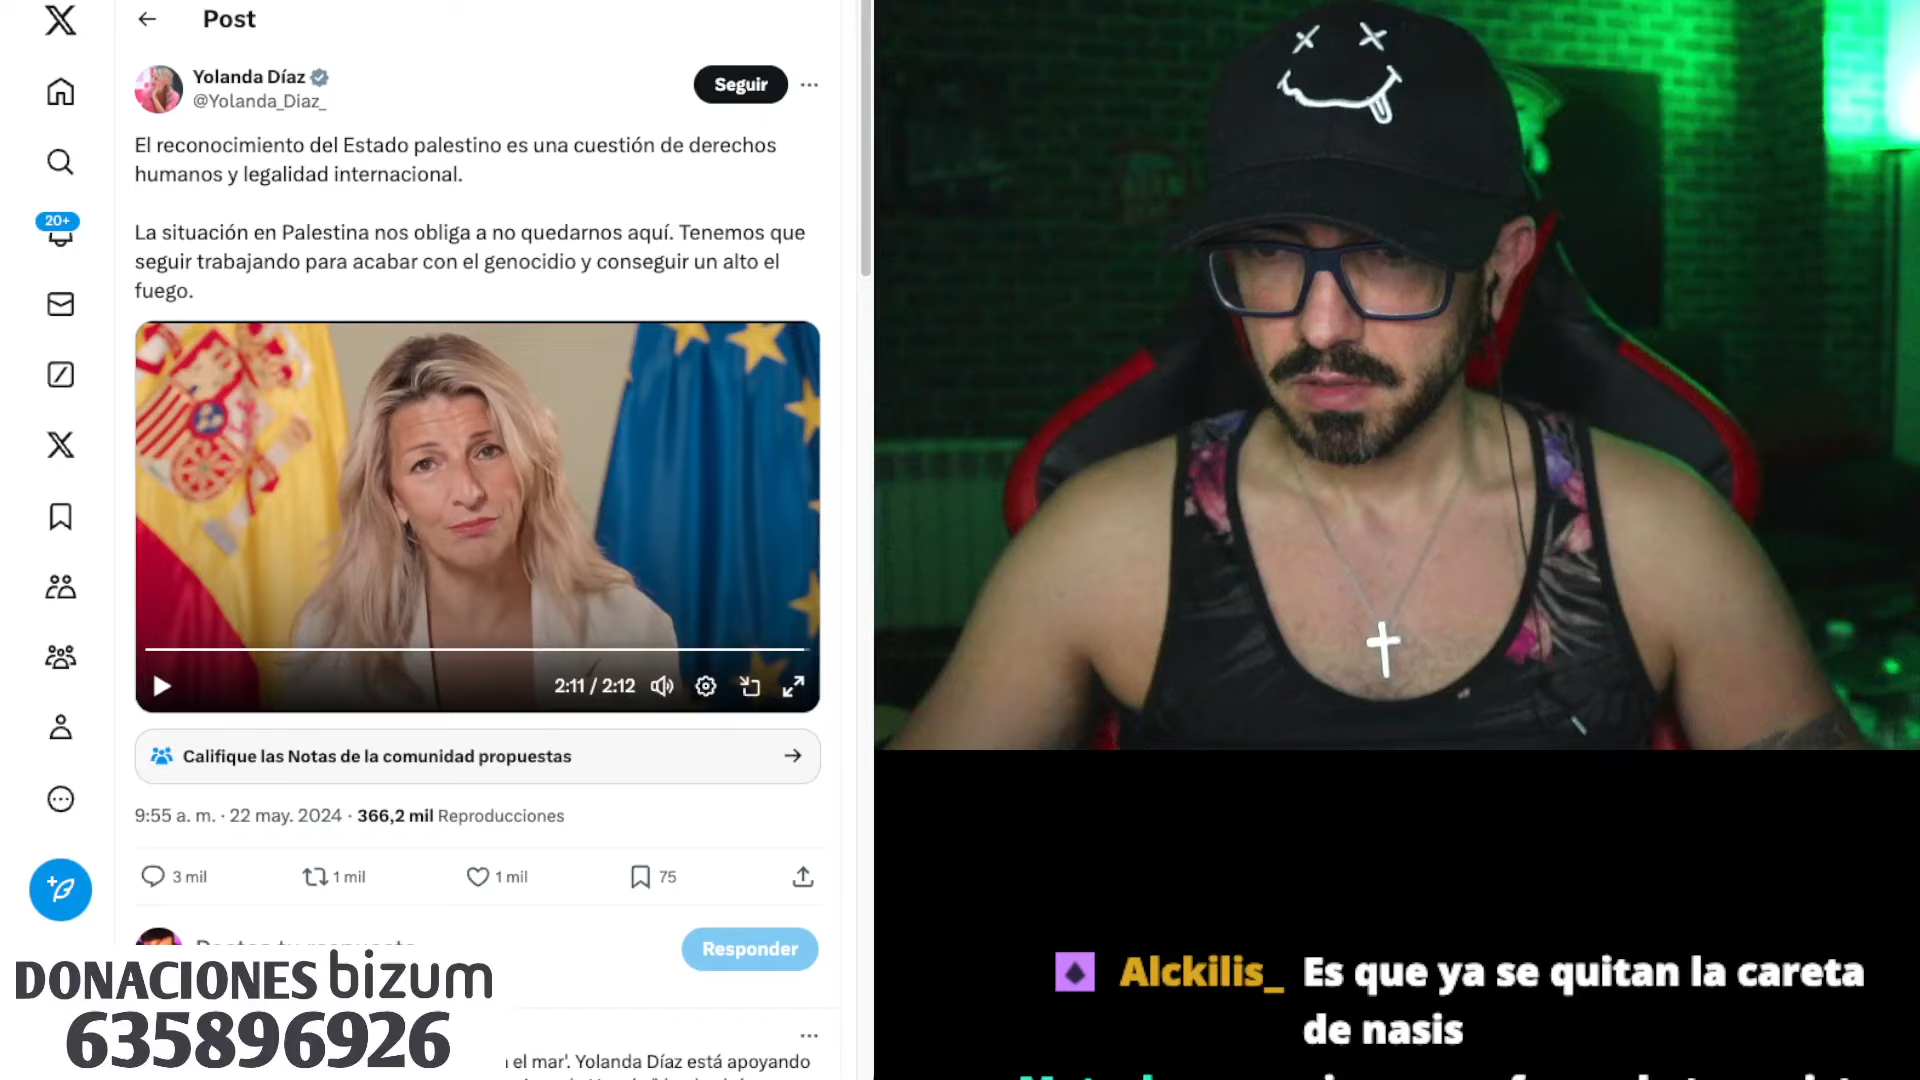 Post
Yolanda Díaz
@Yolanda_Diaz_
Seguir
El reconocimiento del Estado palestino es una cuestión de derechos
humanos y legalidad internacional.
La situación en Palestina nos obliga a no quedarnos aquí. Tenemos que
seguir trabajando para acabar con el genocidio y conseguir un alto el
fuego.
20+
2:11 / 2:12
Califique las Notas de la comunidad propuestas
9:55 a. m. · 22 may. 2024 · 366,2 mil Reproducciones
3 mil
1 mil
1 mil
75
Responder
DONACIONES bizum
635896926
el mar'. Yolanda Díaz está apoyando
Alckilis_ Es que ya se quitan la careta
de nasis